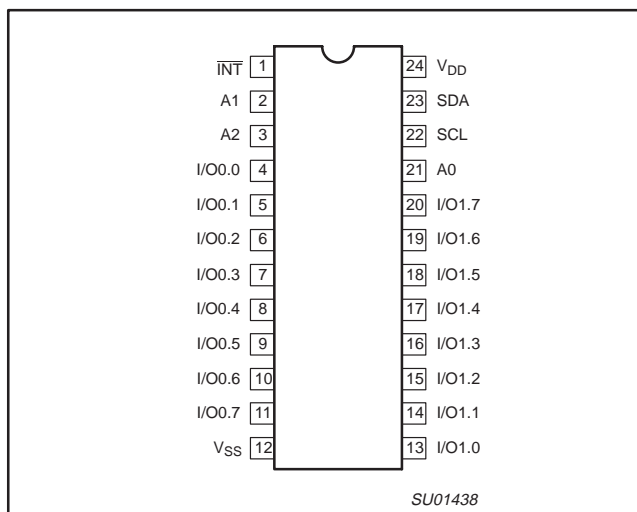 INT 1 24 VDD
A1 2 23 SDA
A2 3 22 SCL
I/O0.0 4 21 A0
I/O0.1 5 20 I/O1.7
I/O0.2 6 19 I/O1.6
I/O0.3 7 18 I/O1.5
I/O0.4 8 17 I/O1.4
I/O0.5 9 16 I/O1.3
I/O0.6 10 15 I/O1.2
I/O0.7 11 14 I/O1.1
VSS 12 13 I/O1.0
SU01438